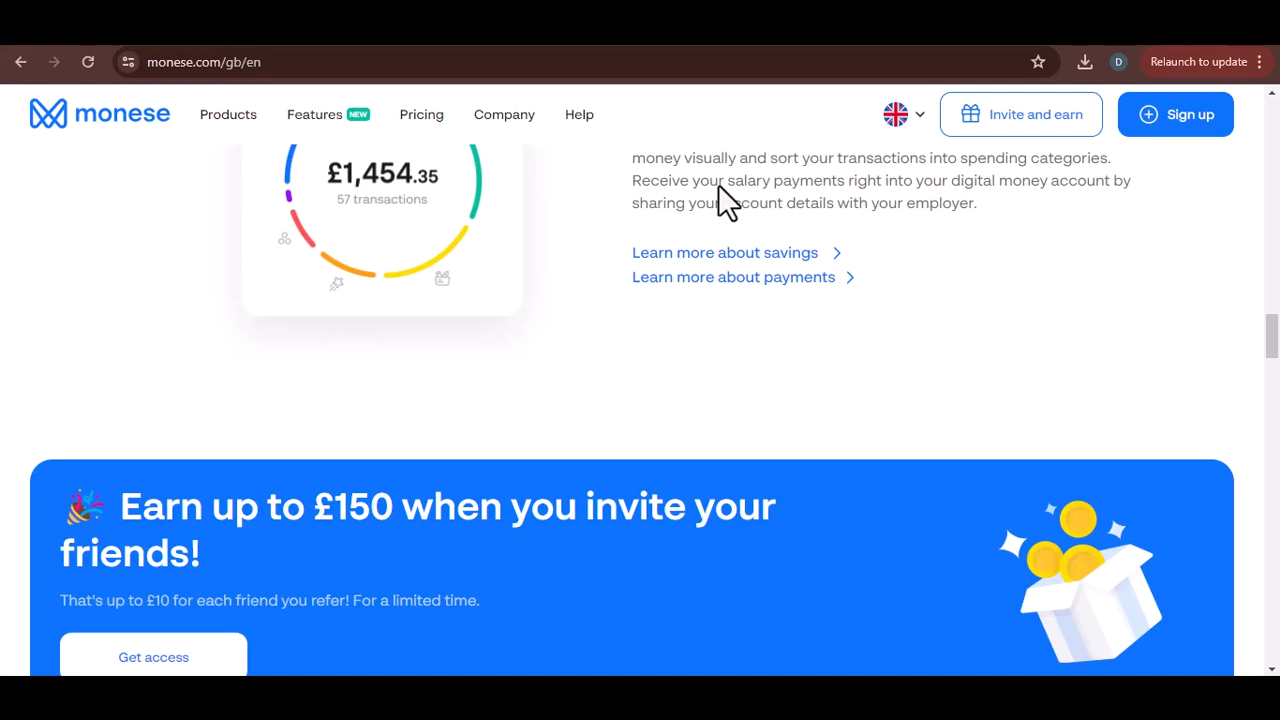 monese.com/gb/en
D
Relaunch to update
monese
Products
Features NEW
Pricing
Company
Help
Invite and earn
Sign up
£1,454.35
57 transactions
money visually and sort your transactions into spending categories.
Receive your salary payments right into your digital money account by
sharing your account details with your employer.
Learn more about savings
Learn more about payments
Earn up to £150 when you invite your
friends!
That's up to £10 for each friend you refer! For a limited time.
Get access